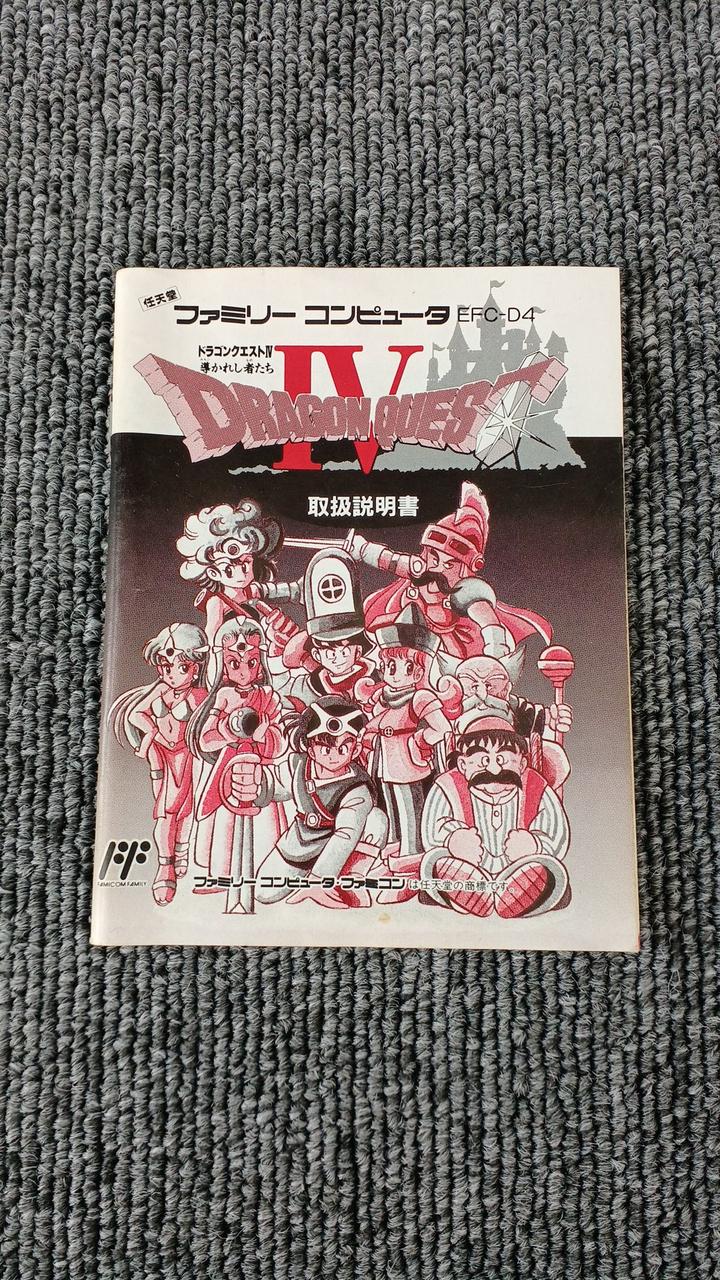 任天堂
ファミリー コンピュータ EFC-D4
ドラゴンクエストIV
導かれし者たち
DRAGON QUEST
IV
取扱説明書
FAMICOM FAMILY
ファミリー コンピュータ・ファミコンは任天堂の商標です。